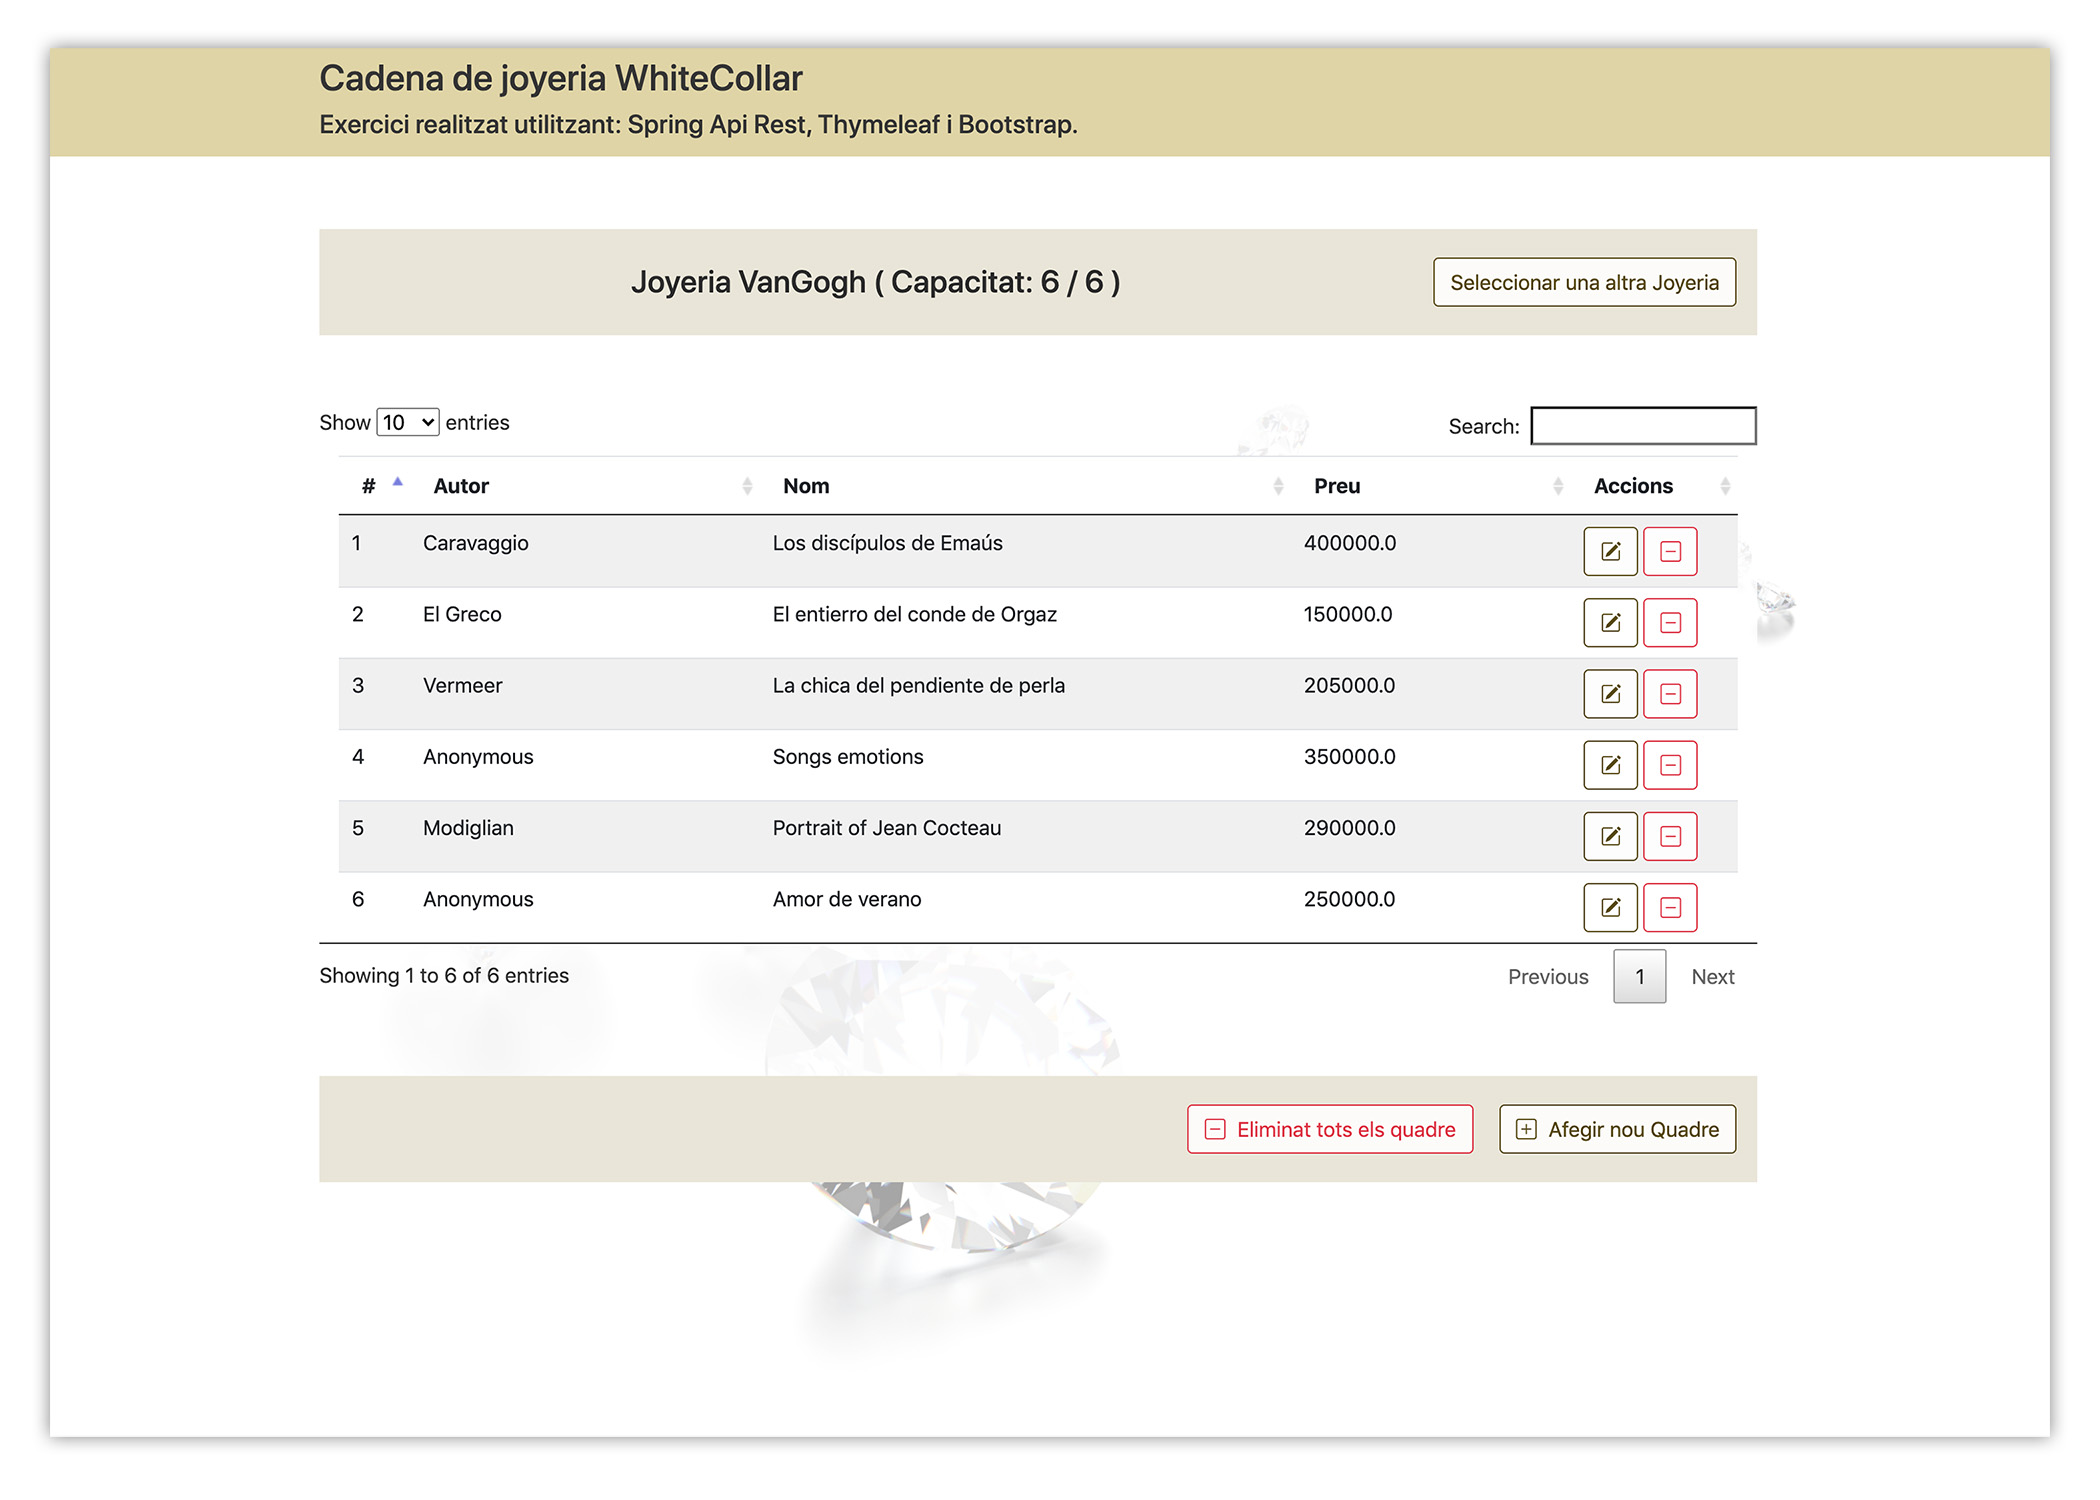 Cadena de joyeria WhiteCollar
Exercici realitzat utilitzant: Spring Api Rest, Thymeleaf i Bootstrap.
Joyeria VanGogh ( Capacitat: 6 / 6 )
Seleccionar una altra Joyeria
Show 10 entries
Search:
# Autor Nom Preu Accions
1 Caravaggio Los discípulos de Emaús 400000.0
2 El Greco El entierro del conde de Orgaz 150000.0
3 Vermeer La chica del pendiente de perla 205000.0
4 Anonymous Songs emotions 350000.0
5 Modiglian Portrait of Jean Cocteau 290000.0
6 Anonymous Amor de verano 250000.0
Showing 1 to 6 of 6 entries
Previous 1 Next
Eliminat tots els quadre
Afegir nou Quadre